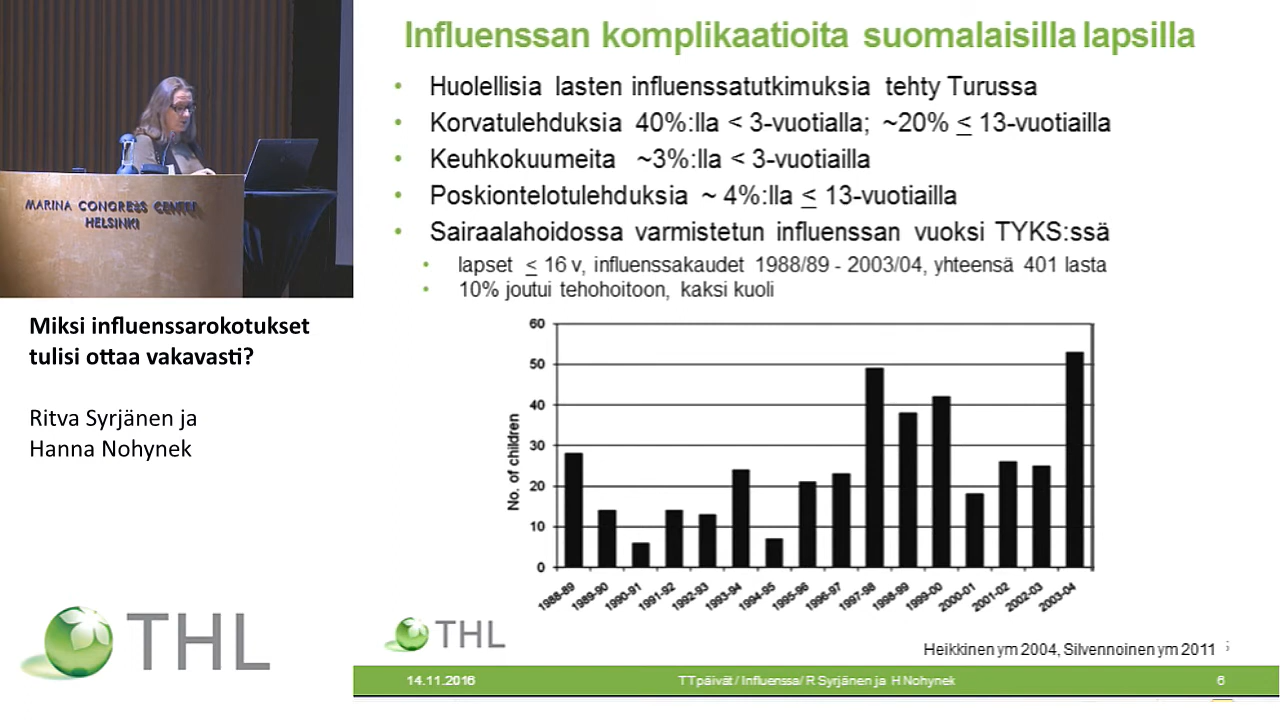 MARINA CONGRESS CENTER
HELSINKI
Miksi influenssarokotukset
tulisi ottaa vakavasti?
Ritva Syrjänen ja
Hanna Nohynek
THL
Influenssan komplikaatioita suomalaisilla lapsilla
• Huolellisia lasten influenssatutkimuksia tehty Turussa
• Korvatulehduksia 40%:lla < 3-vuotialla; ~20% ≤ 13-vuotiailla
• Keuhkokuumeita ~3%:lla < 3-vuotiailla
• Poskiontelotulehduksia ~ 4%:lla ≤ 13-vuotiailla
• Sairaalahoidossa varmistetun influenssan vuoksi TYKS:ssä
• lapset ≤ 16 v, influenssakaudet 1988/89 - 2003/04, yhteensä 401 lasta
• 10% joutui tehohoitoon, kaksi kuoli
No. of children
60
50
40
30
20
10
0
1988-89 1989-90 1990-91 1991-92 1992-93 1993-94 1994-95 1995-96 1996-97 1997-98 1998-99 1999-00 2000-01 2001-02 2002-03 2003-04
THL
Heikkinen ym 2004, Silvennoinen ym 2011
14.11.2016 TTpäivät / Influenssa/ R Syrjänen ja H Nohynek 6